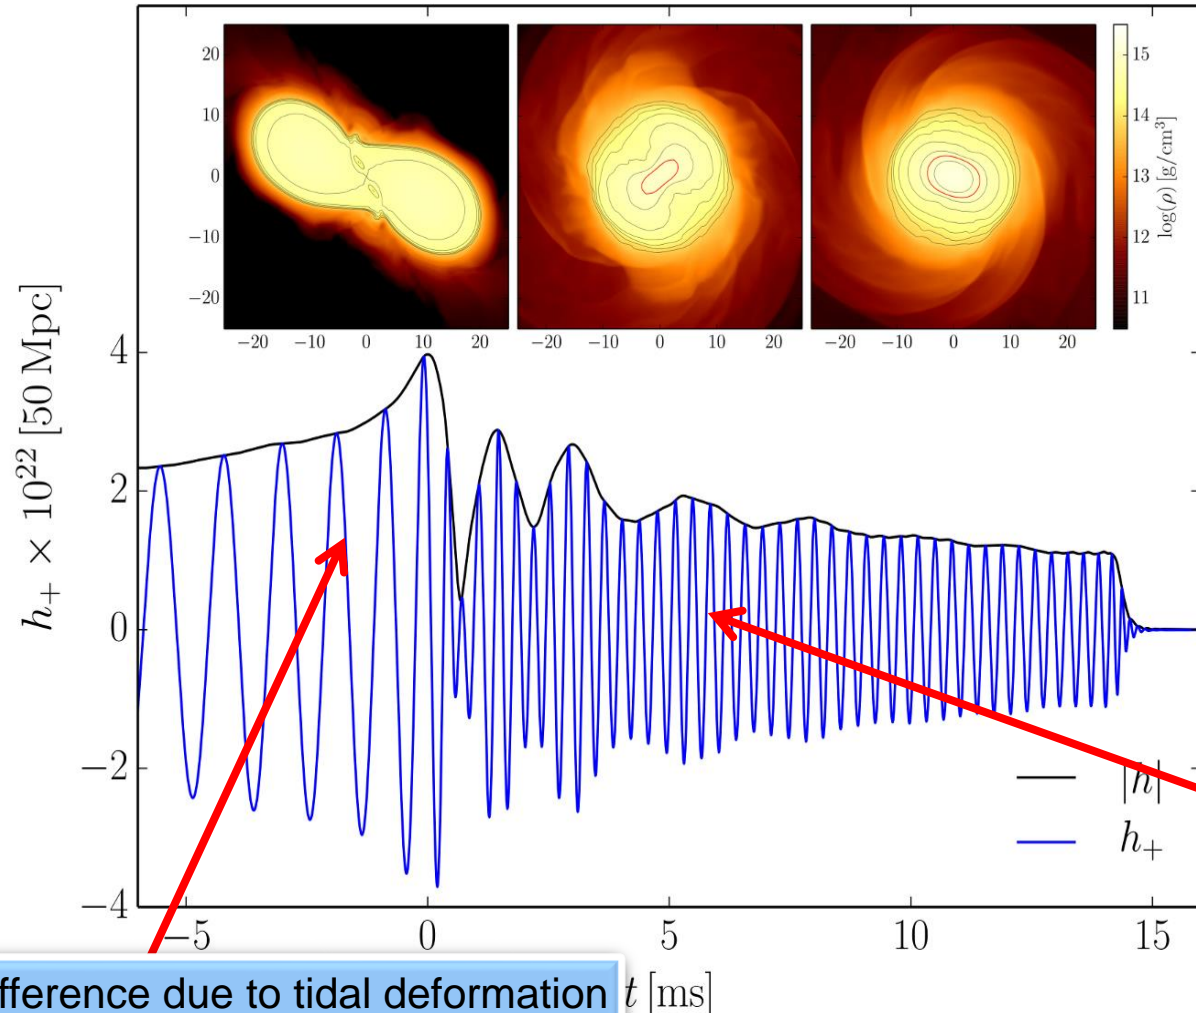 25
20
10
0
−10
−20
−20 −10 0 10 20
−20 −10 0 10 20
−20 −10 0 10 20
15
14
13
12
11
log(ρ) [g/cm³]
h₊ × 10²² [50 Mpc]
4
2
0
−2
−4
|h|
h₊
−5 0 5 10 15
t [ms]
fference due to tidal deformation